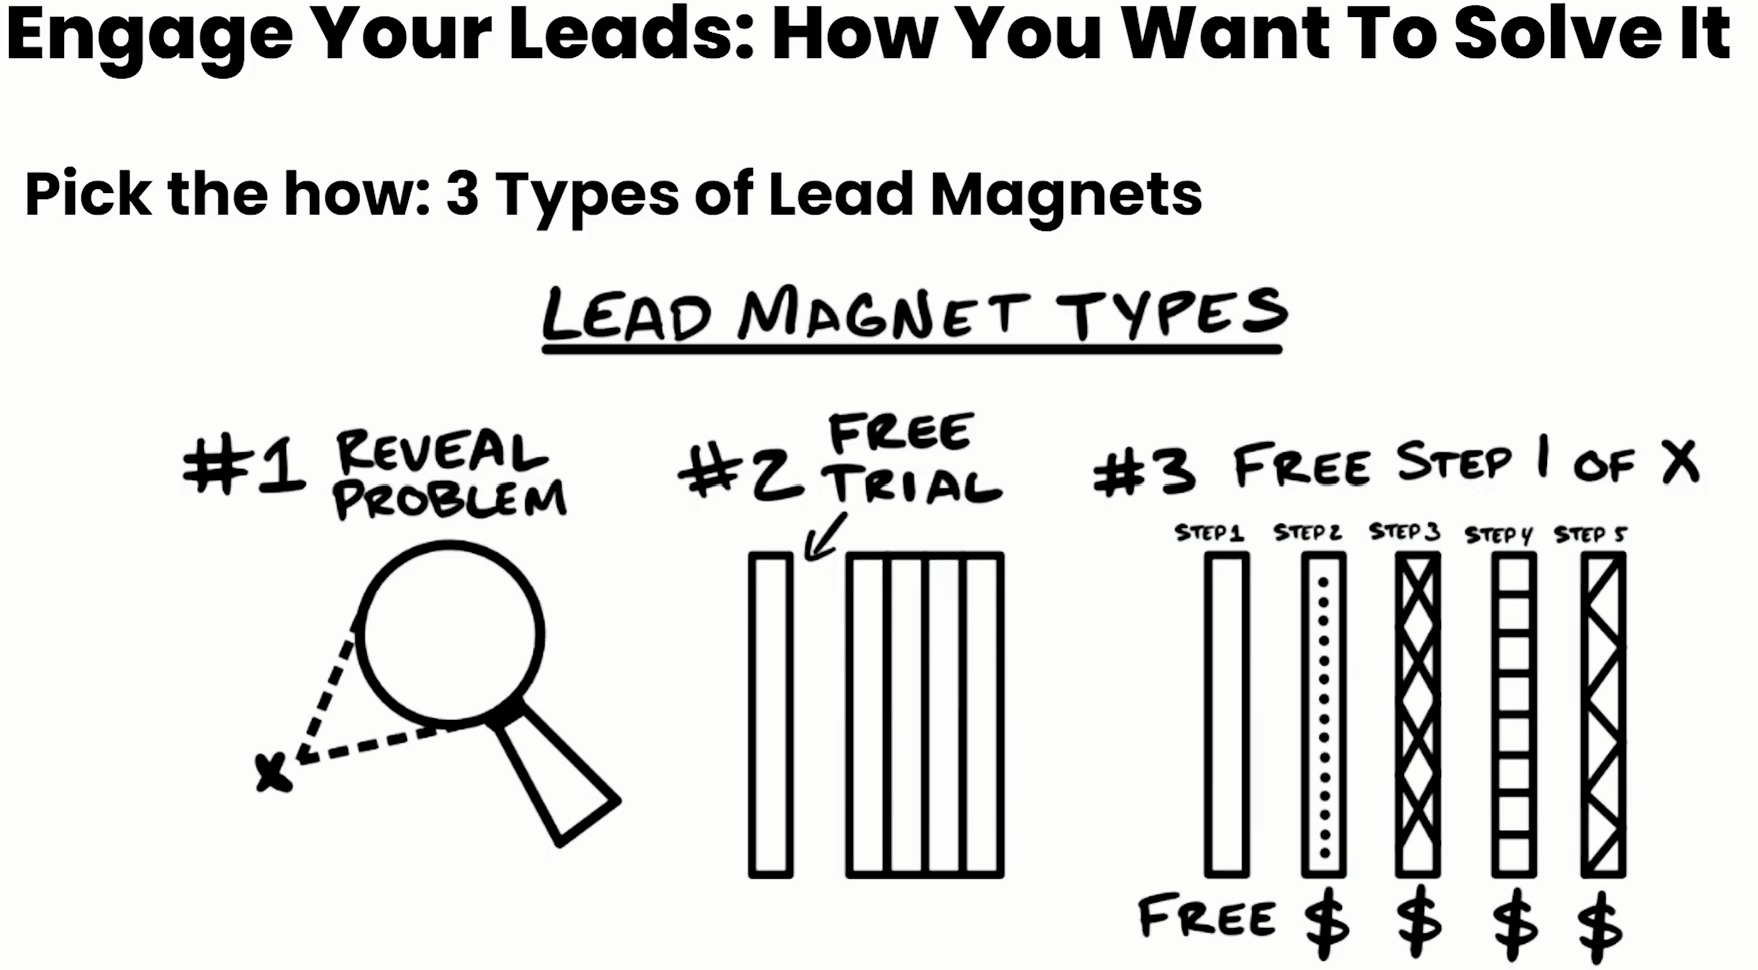 Engage Your Leads: How You Want To Solve It
Pick the how: 3 Types of Lead Magnets
LEAD MAGNET TYPES
#1 REVEAL
PROBLEM
#2 FREE
TRIAL
#3 FREE STEP 1 OF X
STEP 1 STEP 2 STEP 3 STEP 4 STEP 5
X
FREE $ $ $ $